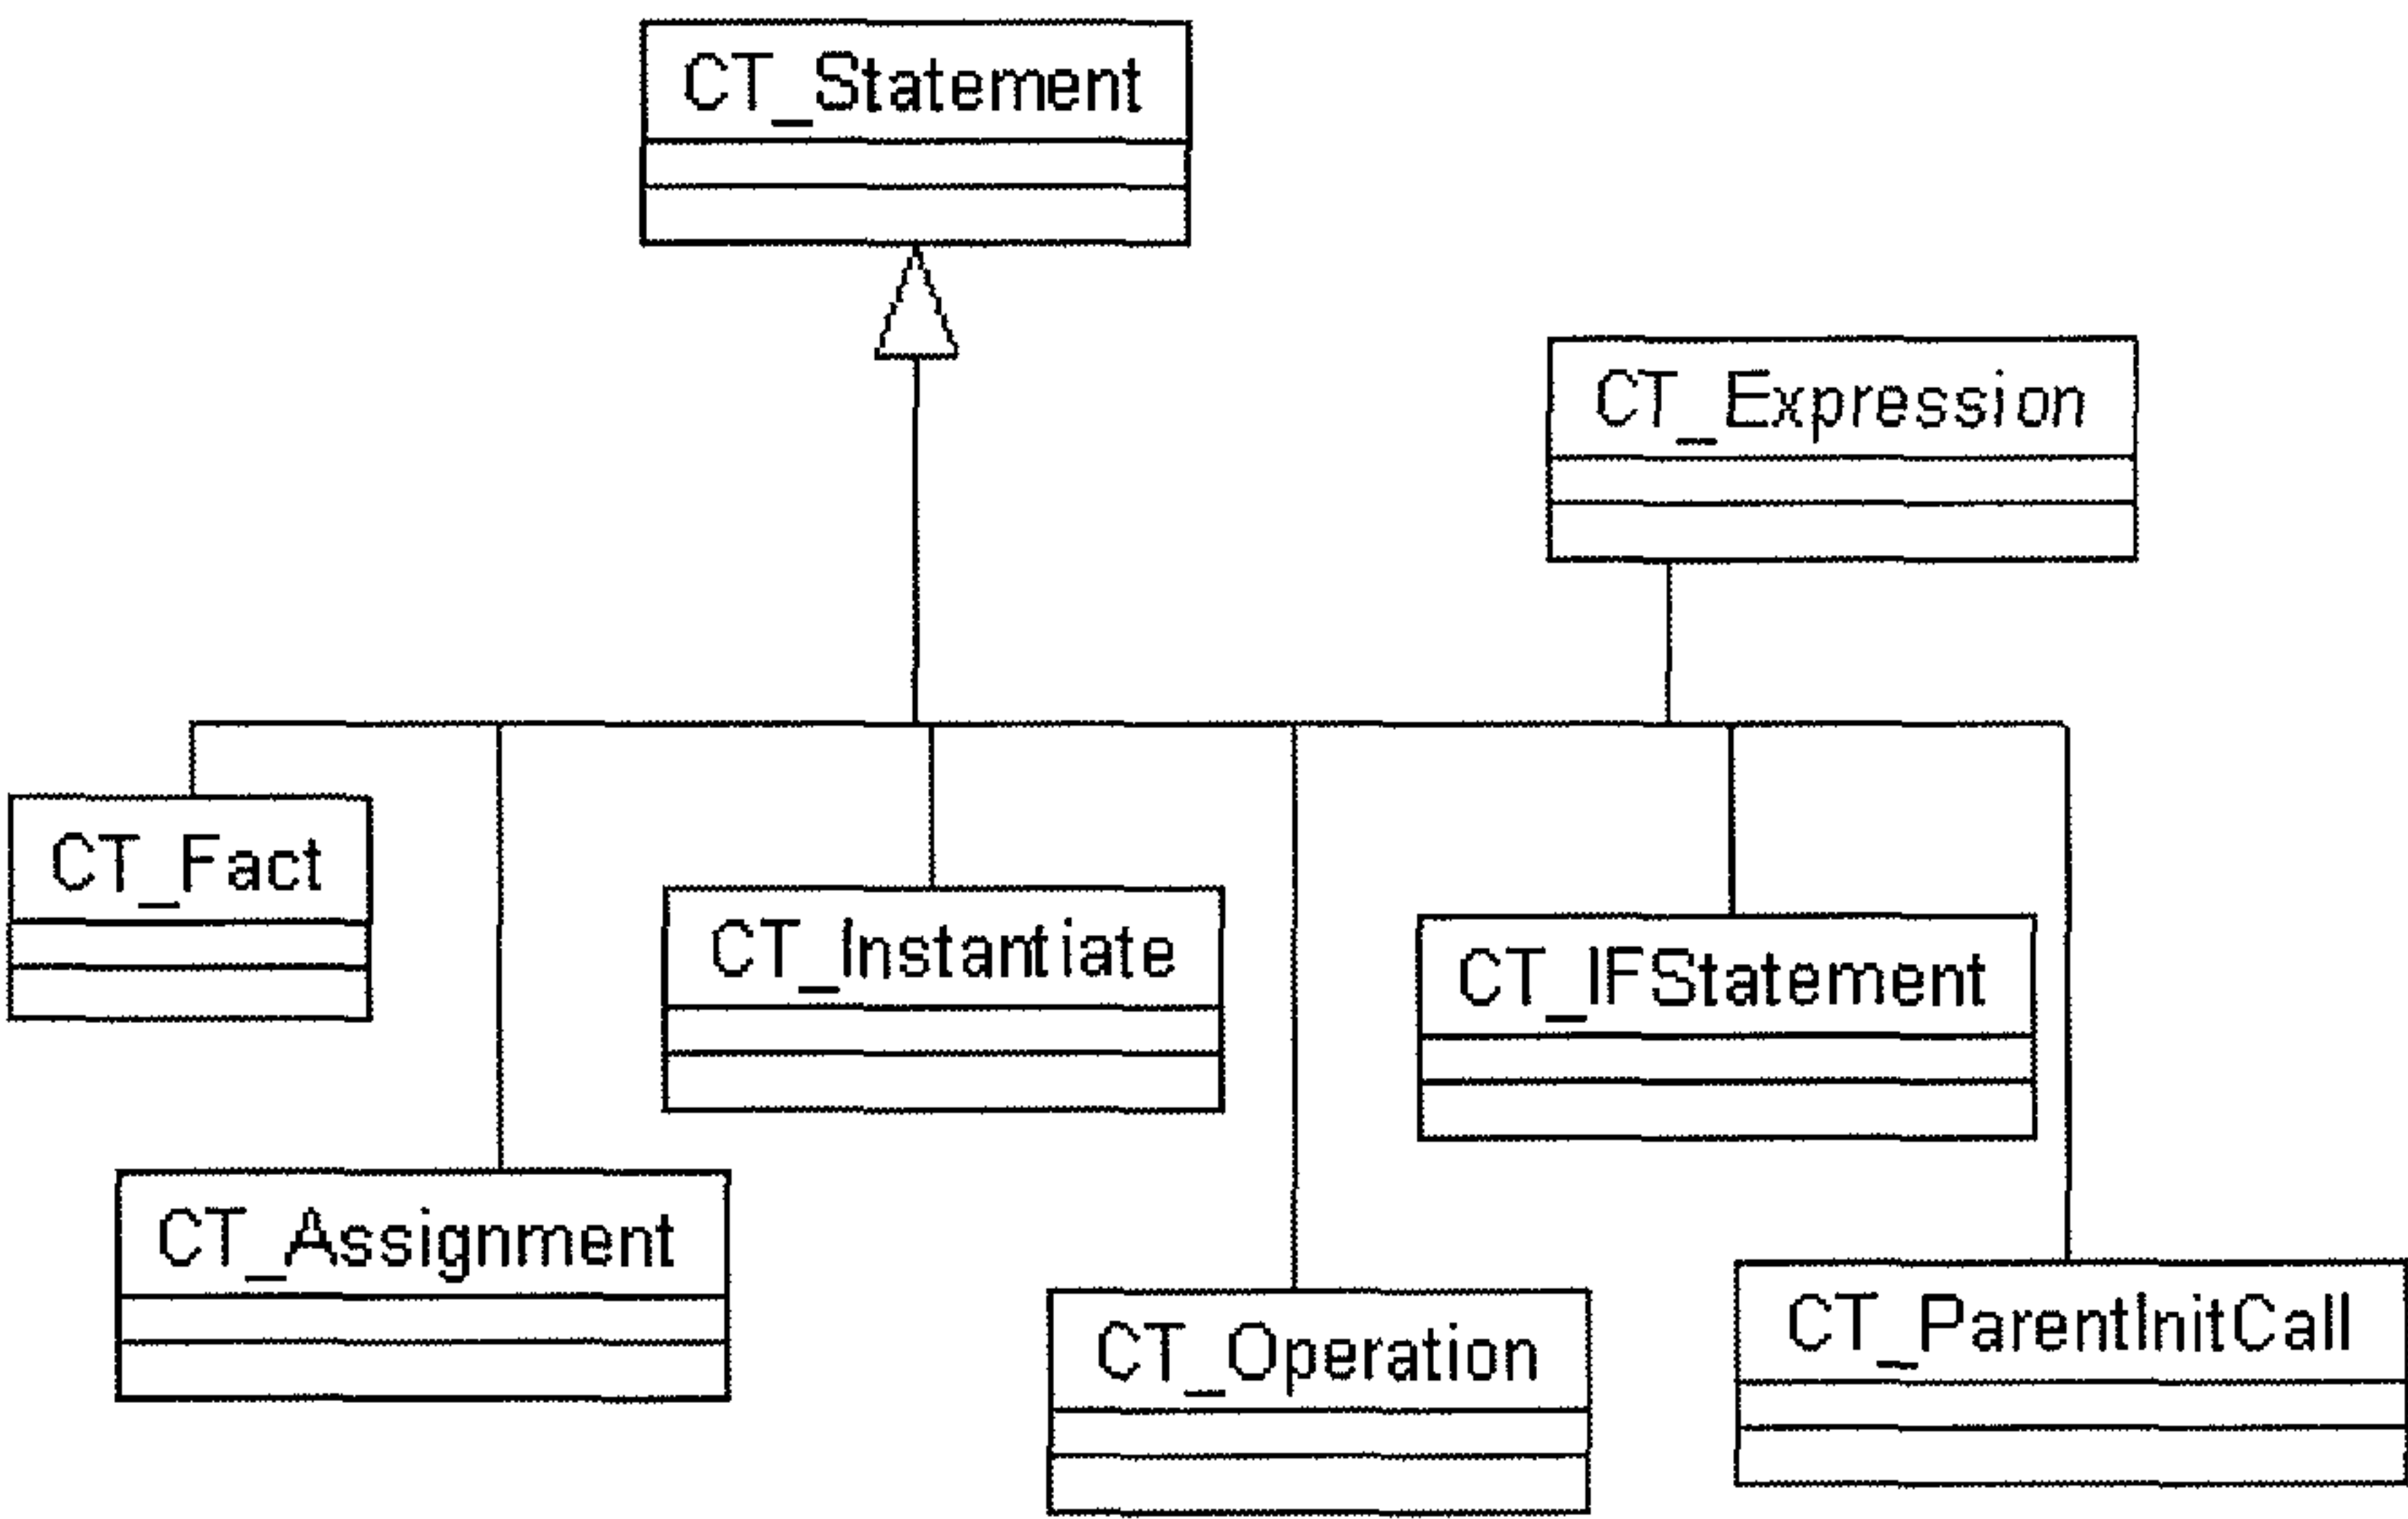 CT_Statement
CT_Expression
CT_Fact
CT_Instantiate
CT_IFStatement
CT_Assignment
CT_Operation
CT_ParentInitCall